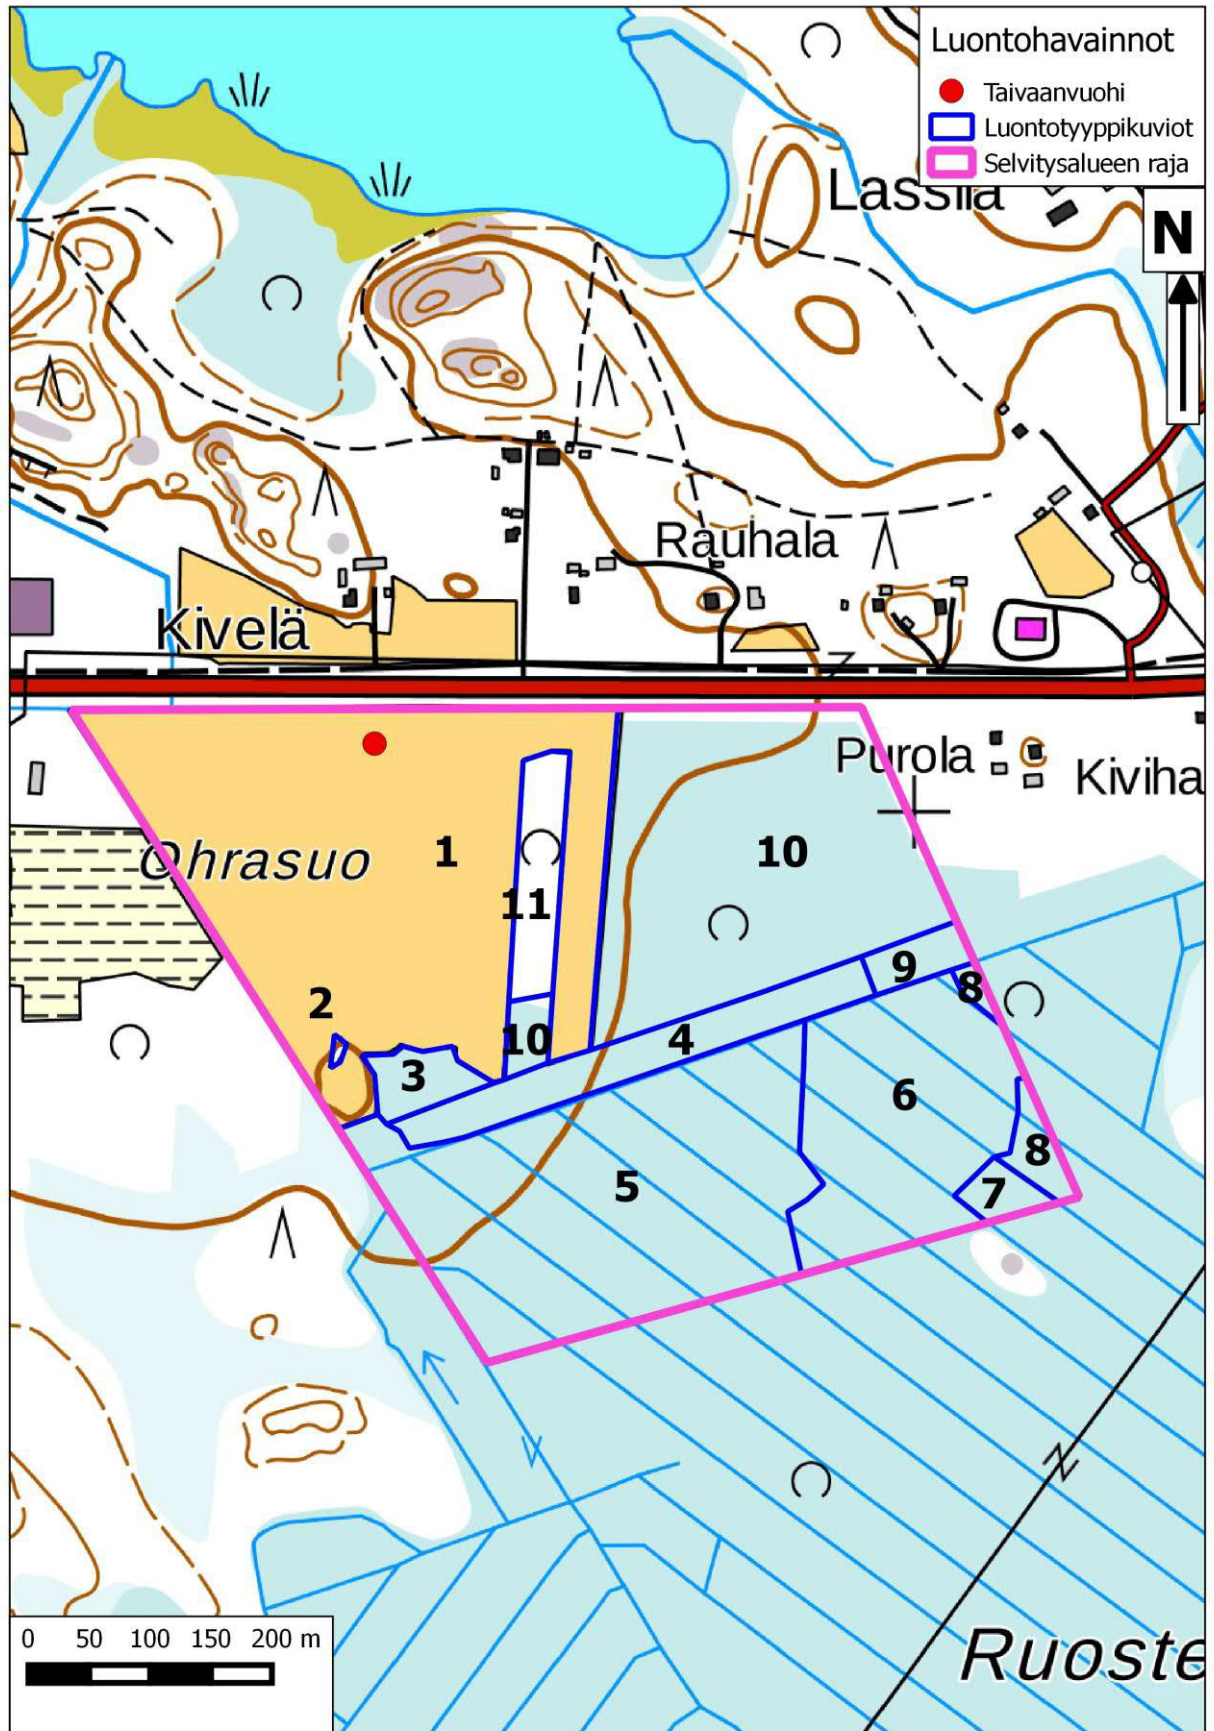 Luontohavainnot
Taivaanvuohi
Luontotyyppikuviot
Selvitysalueen raja
Lassila
N
Rauhala
Kivelä
Purola
Kiviha
Ohrasuo
1
10
11
9
8
2
10
4
3
6
8
5
7
0 50 100 150 200 m
Ruoste